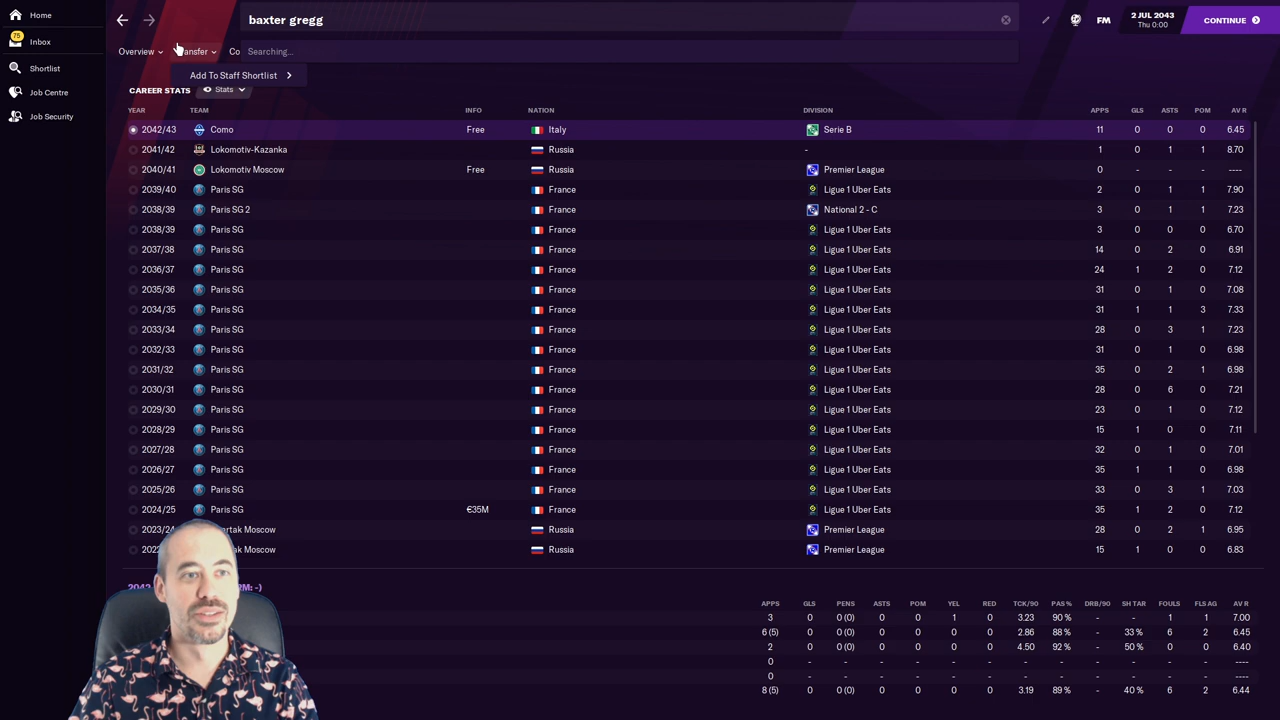 Home
75
Inbox
Shortlist
Job Centre
Job Security
baxter gregg
FM
2 JUL 2043
Thu 0:00
CONTINUE
Overview
Co
Searching...
Add To Staff Shortlist
CAREER STATS Stats
YEAR TEAM INFO NATION DIVISION APPS GLS ASTS POM AV R
2042/43 Como Free Italy Serie B 11 0 0 0 6.45
2041/42 Lokomotiv-Kazanka Russia - 1 0 1 1 8.70
2040/41 Lokomotiv Moscow Free Russia Premier League 0 - - - ----
2039/40 Paris SG France Ligue 1 Uber Eats 2 0 1 1 7.90
2038/39 Paris SG 2 France National 2 - C 3 0 1 1 7.23
2038/39 Paris SG France Ligue 1 Uber Eats 3 0 0 0 6.70
2037/38 Paris SG France Ligue 1 Uber Eats 14 0 2 0 6.91
2036/37 Paris SG France Ligue 1 Uber Eats 24 1 2 0 7.12
2035/36 Paris SG France Ligue 1 Uber Eats 31 0 1 0 7.08
2034/35 Paris SG France Ligue 1 Uber Eats 31 1 1 3 7.33
2033/34 Paris SG France Ligue 1 Uber Eats 28 0 3 1 7.23
2032/33 Paris SG France Ligue 1 Uber Eats 31 0 1 0 6.98
2031/32 Paris SG France Ligue 1 Uber Eats 35 0 2 1 6.98
2030/31 Paris SG France Ligue 1 Uber Eats 28 0 6 0 7.21
2029/30 Paris SG France Ligue 1 Uber Eats 23 0 1 0 7.12
2028/29 Paris SG France Ligue 1 Uber Eats 15 1 0 0 7.11
2027/28 Paris SG France Ligue 1 Uber Eats 32 0 1 0 7.01
2026/27 Paris SG France Ligue 1 Uber Eats 35 1 1 0 6.98
2025/26 Paris SG France Ligue 1 Uber Eats 33 0 3 1 7.03
2024/25 Paris SG €35M France Ligue 1 Uber Eats 35 1 2 0 7.12
2023/24 Moscow Russia Premier League 28 0 2 1 6.95
Moscow Russia Premier League 15 1 0 0 6.83
APPS GLS PENS ASTS POM YEL RED TCK/90 PAS % DRB/90 SH TAR FOULS FLS AG AV R
3 0 0 (0) 0 0 1 0 3.23 90 % - - 1 1 7.00
6 (5) 0 0 (0) 0 0 0 0 2.86 88 % - 33 % 6 2 6.45
2 0 0 (0) 0 0 0 0 4.50 92 % - 50 % 0 0 6.40
0 - - - - - - - - - - - - ----
0 - - - - - - - - - - - - ----
8 (5) 0 0 (0) 0 0 0 0 3.19 89 % - 40 % 6 2 6.44